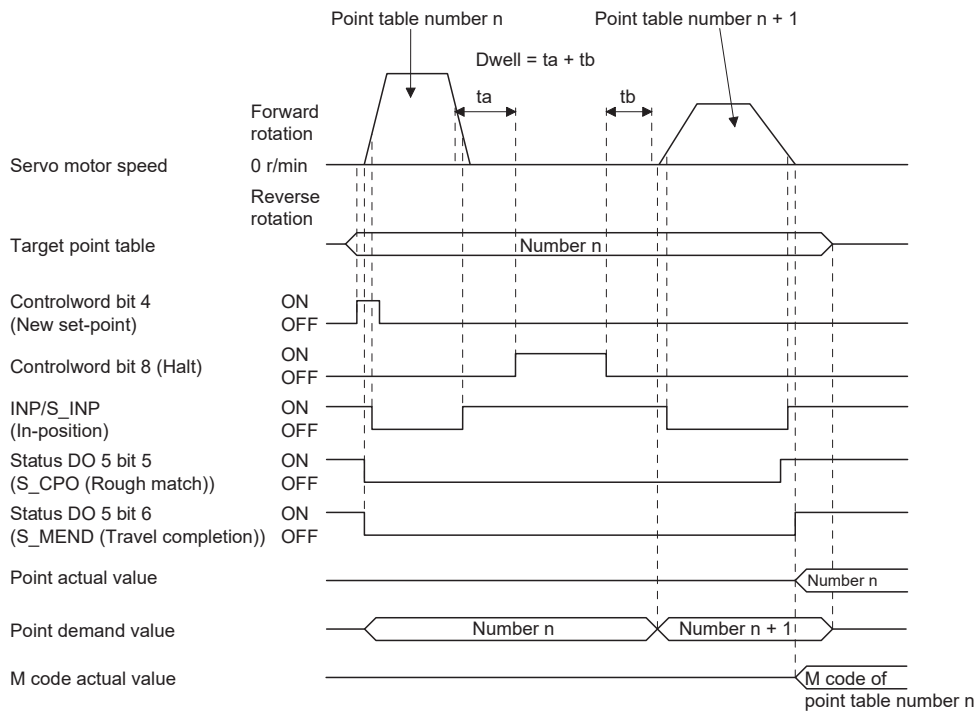 Point table number n
Point table number n + 1
Dwell = ta + tb
ta
tb
Forward
rotation
Servo motor speed
0 r/min
Reverse
rotation
Target point table
Number n
Controlword bit 4
(New set-point)
ON
OFF
Controlword bit 8 (Halt)
ON
OFF
INP/S_INP
(In-position)
ON
OFF
Status DO 5 bit 5
(S_CPO (Rough match))
ON
OFF
Status DO 5 bit 6
(S_MEND (Travel completion))
ON
OFF
Point actual value
Number n
Point demand value
Number n
Number n + 1
M code actual value
M code of
point table number n